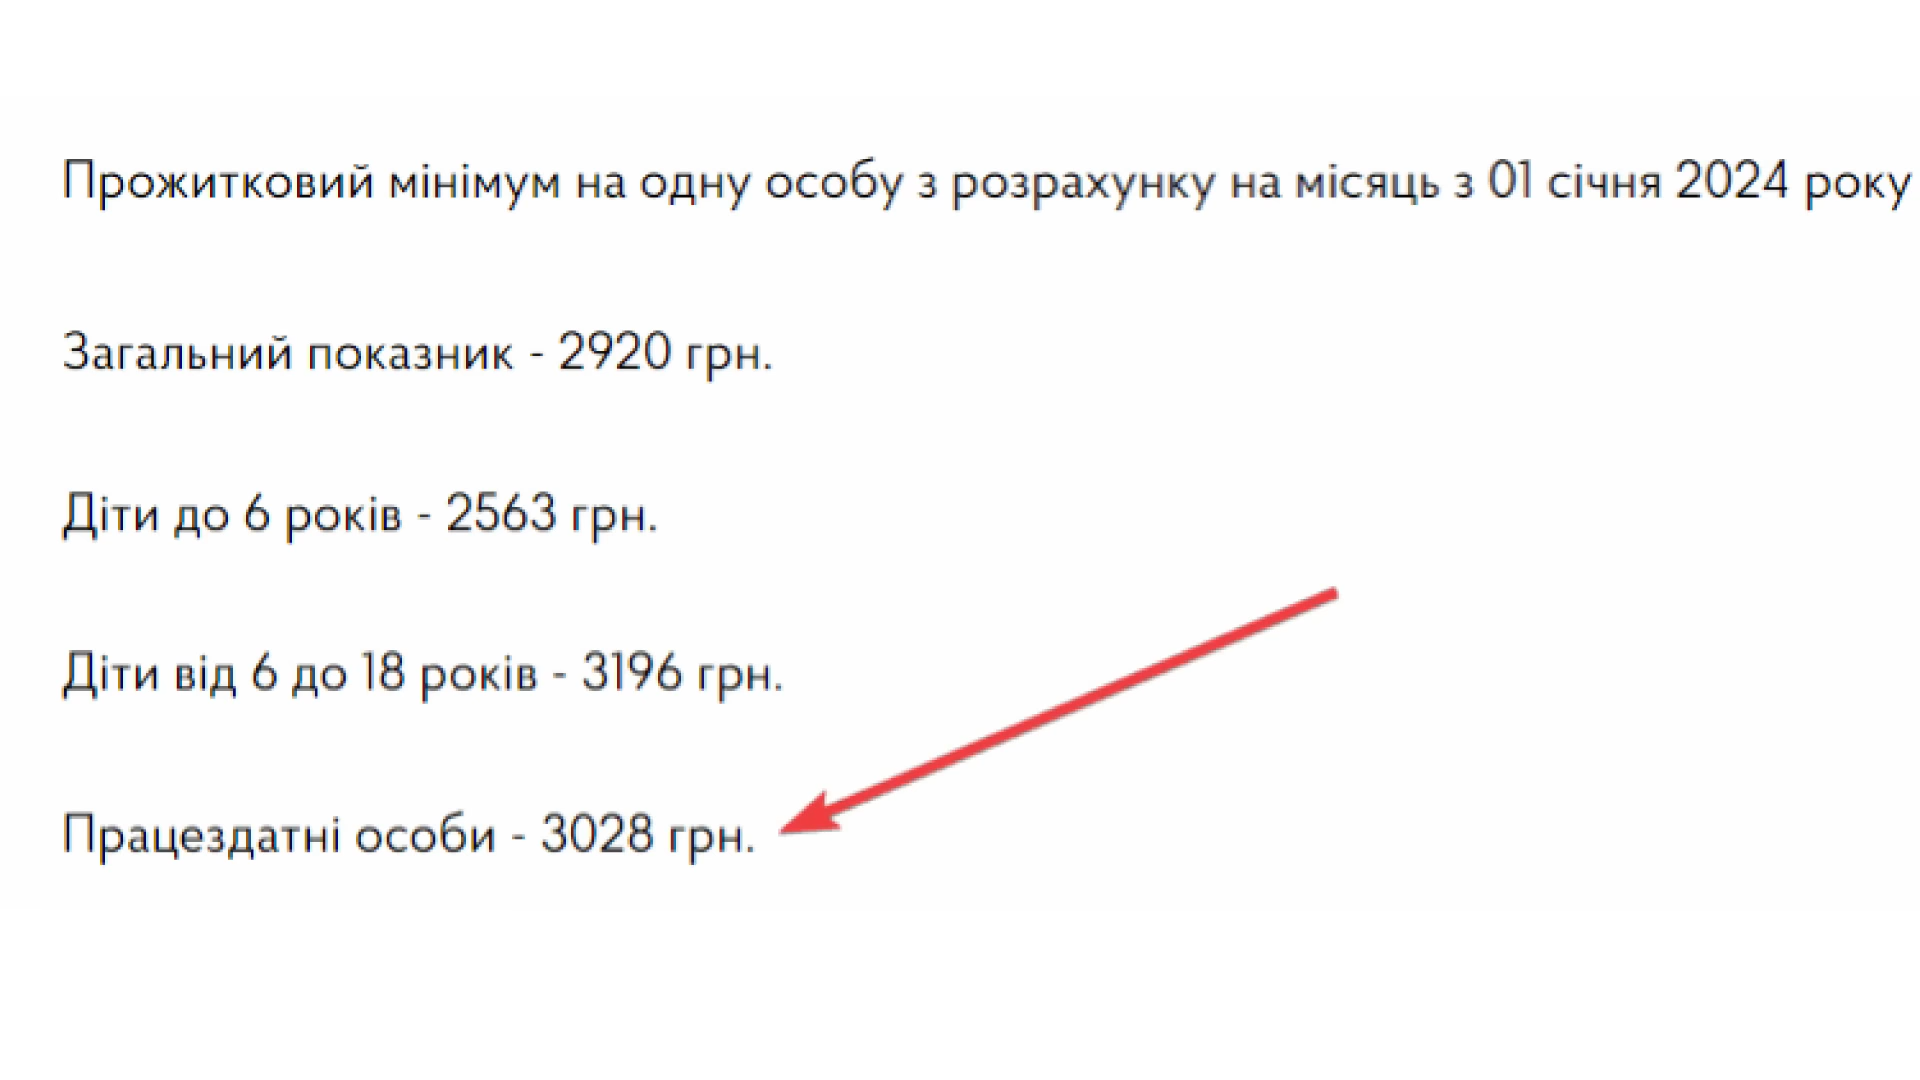 Прожитковий мінімум на одну особу з розрахунку на місяць з 01 січня 2024 року
Загальний показник - 2920 грн.
Діти до 6 років - 2563 грн.
Діти від 6 до 18 років - 3196 грн.
Працездатні особи - 3028 грн.